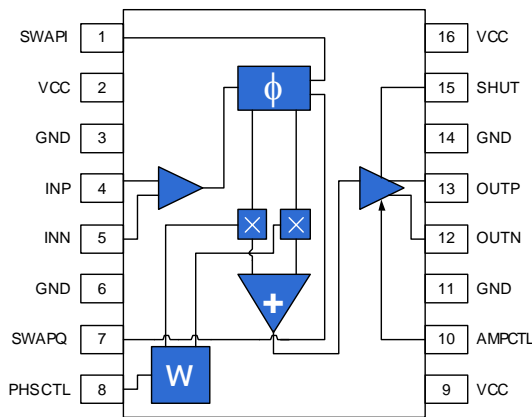 SWAPI 1
VCC 2
GND 3
INP 4
INN 5
GND 6
SWAPQ 7
PHSCTL 8
ϕ
×
×
+
W
16 VCC
15 SHUT
14 GND
13 OUTP
12 OUTN
11 GND
10 AMPCTL
9 VCC